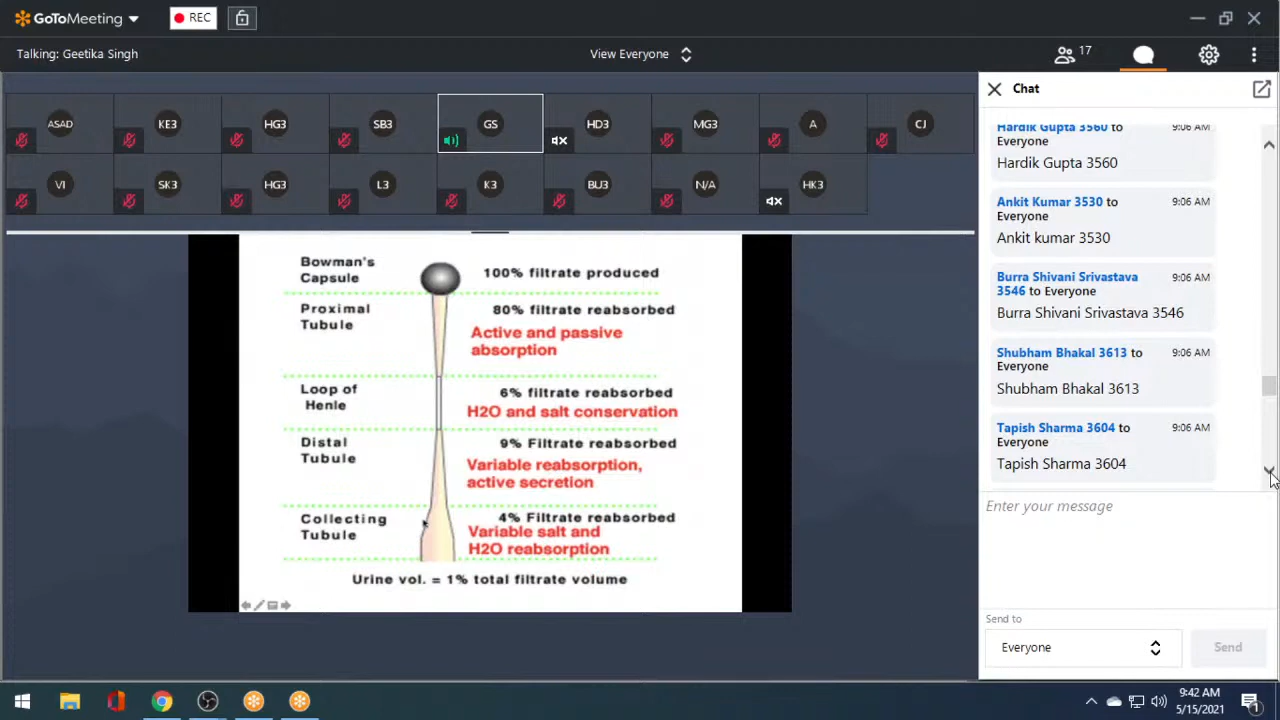 GoToMeeting
REC
Talking: Geetika Singh
View Everyone
17
ASAD
KE3
HG3
SB3
GS
HD3
MG3
A
CJ
VI
SK3
HG3
L3
K3
BU3
N/A
HK3
Bowman's
Capsule
100% filtrate produced
Proximal
Tubule
80% filtrate reabsorbed
Active and passive
absorption
Loop of
Henle
6% filtrate reabsorbed
H2O and salt conservation
Distal
Tubule
9% Filtrate reabsorbed
Variable reabsorption,
active secretion
Collecting
Tubule
4% Filtrate reabsorbed
Variable salt and
H2O reabsorption
Urine vol. = 1% total filtrate volume
Chat
Hardik Gupta 3560 to 9:06 AM
Everyone
Hardik Gupta 3560
Ankit Kumar 3530 to 9:06 AM
Everyone
Ankit kumar 3530
Burra Shivani Srivastava 9:06 AM
3546 to Everyone
Burra Shivani Srivastava 3546
Shubham Bhakal 3613 to 9:06 AM
Everyone
Shubham Bhakal 3613
Tapish Sharma 3604 to 9:06 AM
Everyone
Tapish Sharma 3604
Enter your message
Send to
Everyone
Send
9:42 AM
5/15/2021
1